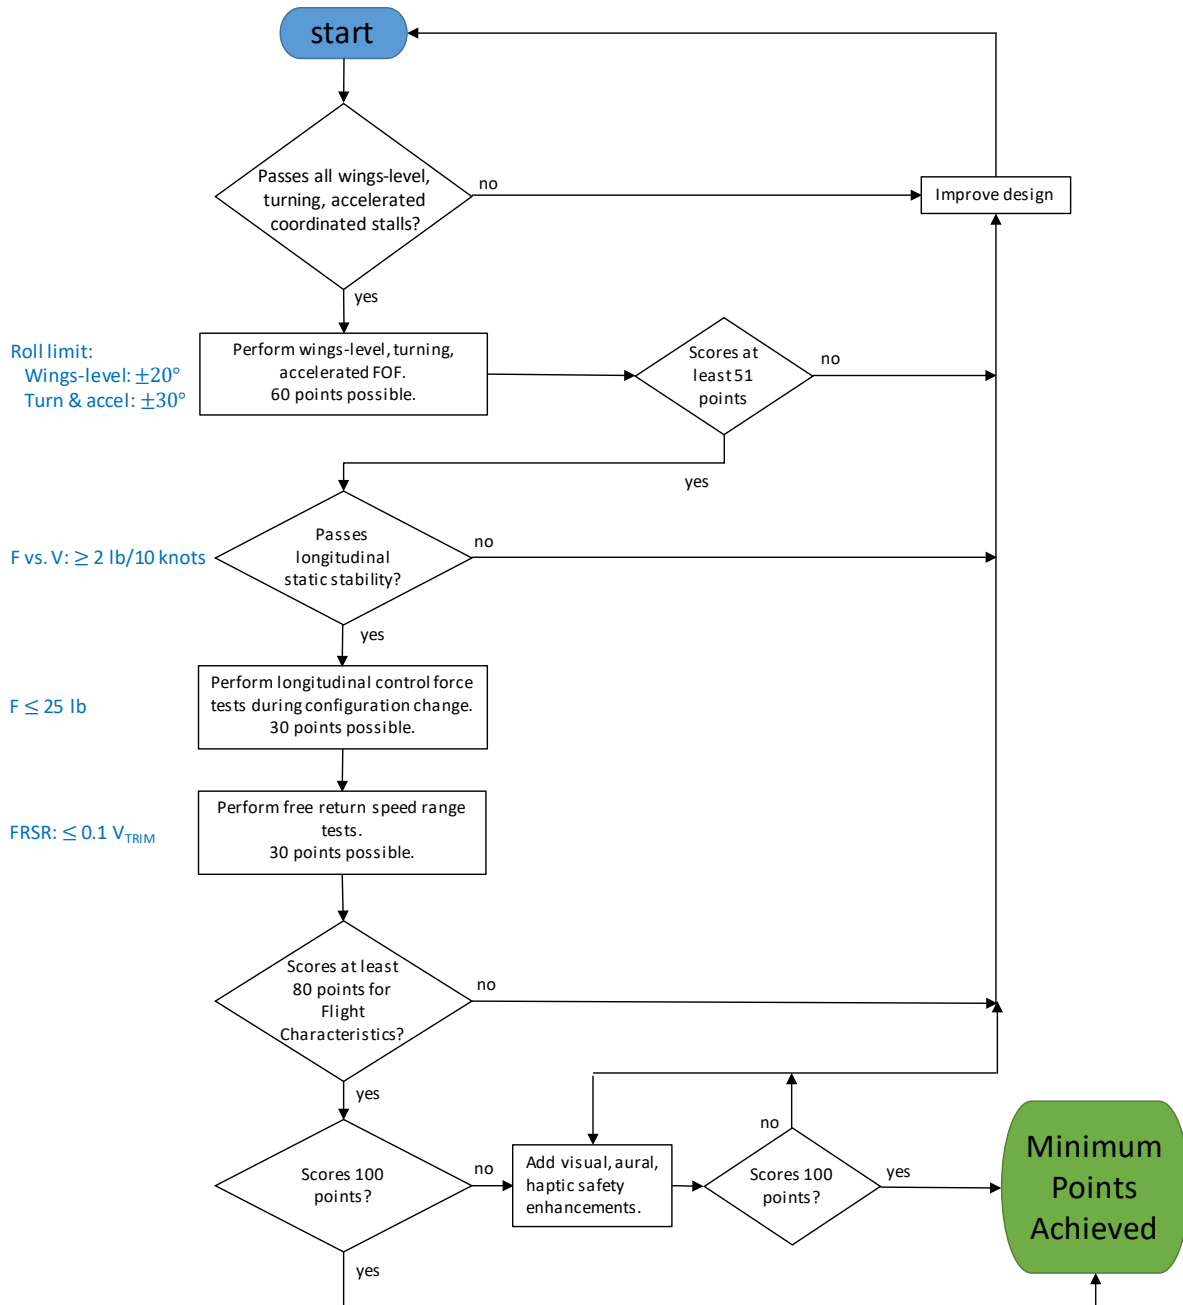 start
Passes all wings-level,
turning, accelerated
coordinated stalls?
no
Improve design
yes
Roll limit:
Wings-level: ±20°
Turn & accel: ±30°
Perform wings-level, turning,
accelerated FOF.
60 points possible.
Scores at
least 51
points
no
yes
F vs. V: ≥ 2 lb/10 knots
Passes
longitudinal
static stability?
no
yes
F ≤ 25 lb
Perform longitudinal control force
tests during configuration change.
30 points possible.
FRSR: ≤ 0.1 VTRIM
Perform free return speed range
tests.
30 points possible.
Scores at least
80 points for
Flight
Characteristics?
no
yes
Scores 100
points?
no
Add visual, aural,
haptic safety
enhancements.
no
Scores 100
points?
yes
Minimum
Points
Achieved
yes